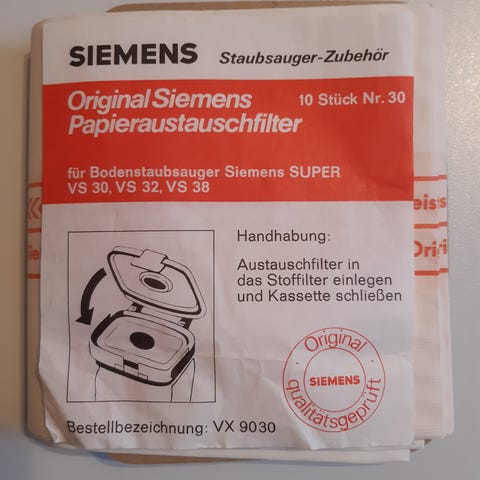 SIEMENS Staubsauger-Zubehör
Original Siemens 10 Stück Nr. 30
Papieraustauschfilter
für Bodenstaubsauger Siemens SUPER
VS 30, VS 32, VS 38
Handhabung:
Austauschfilter in
das Stoffilter einlegen
und Kassette schließen
Original
SIEMENS
qualitätsgeprüft
Bestellbezeichnung: VX 9030